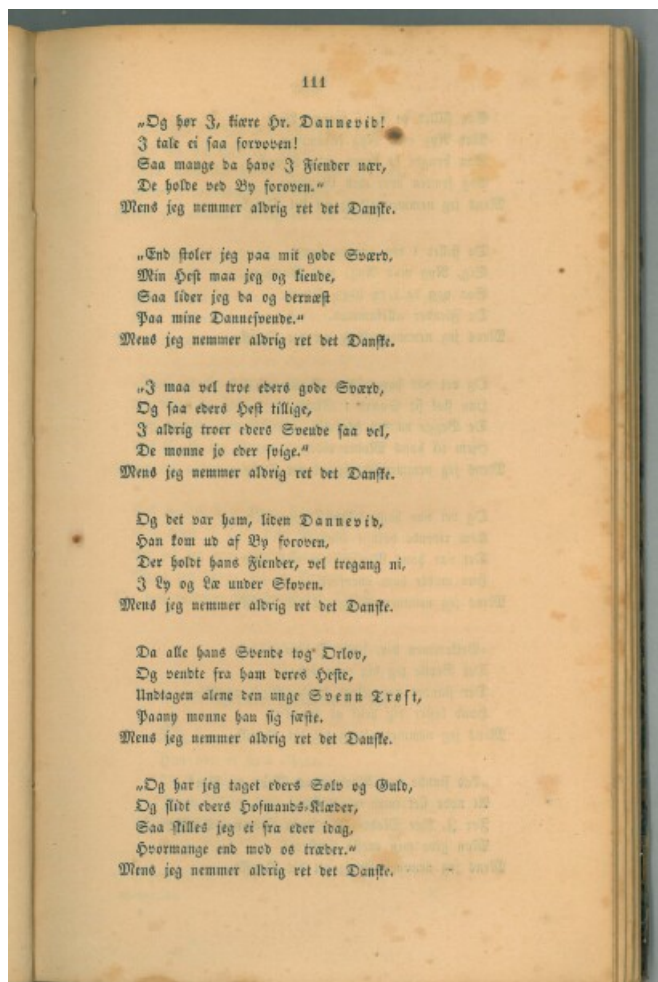 111
„Og hør I, kiære Hr. Dannevid!
I tale ei saa forvoven!
Saa mange da have I Fiender nær,
De holde ved By foroven.“
Mens jeg nemmer aldrig ret det Danske.
„End stoler jeg paa mit gode Sværd,
Min Hest maa jeg og kiende,
Saa lider jeg da og dernæst
Paa mine Dannesvende.“
Mens jeg nemmer aldrig ret det Danske.
„I maa vel troe eders gode Sværd,
Og saa eders Hest tillige,
I aldrig troer eders Svende saa vel,
De monne jo eder svige.“
Mens jeg nemmer aldrig ret det Danske.
Og det var ham, liden Dannevid,
Han kom ud af By foroven,
Der holdt hans Fiender, vel tregang ni,
I Ly og Læ under Skoven.
Mens jeg nemmer aldrig ret det Danske.
Da alle hans Svende tog Orlov,
Og vendte fra ham deres Heste,
Undtagen alene den unge Svenn Trøst,
Paany monne han sig fæste.
Mens jeg nemmer aldrig ret det Danske.
„Og har jeg taget eders Sølv og Guld,
Og slidt eders Hofmands-Klæder,
Saa skilles jeg ei fra eder idag,
Hvormange end mod os træder.“
Mens jeg nemmer aldrig ret det Danske.